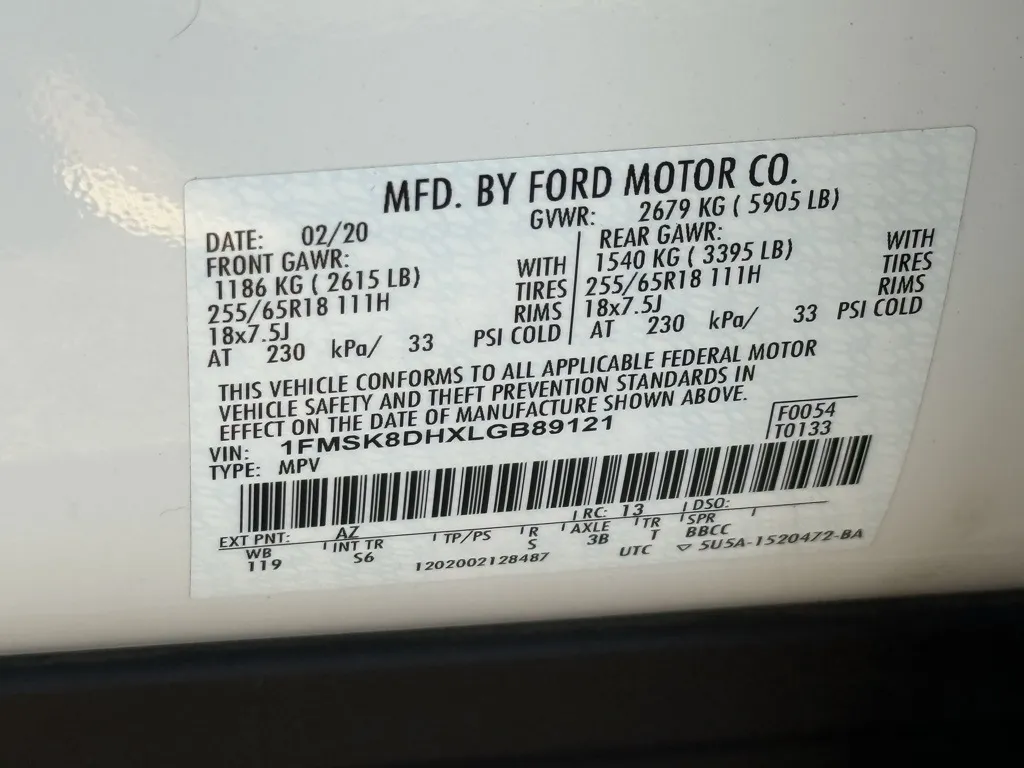 MFD. BY FORD MOTOR CO.
DATE: 02/20
GVWR: 2679 KG ( 5905 LB)
FRONT GAWR:
1186 KG ( 2615 LB) WITH
255/65R18 111H TIRES
18x7.5J RIMS
AT 230 kPa/ 33 PSI COLD
REAR GAWR:
1540 KG ( 3395 LB) WITH
255/65R18 111H TIRES
18x7.5J RIMS
AT 230 kPa/ 33 PSI COLD
THIS VEHICLE CONFORMS TO ALL APPLICABLE FEDERAL MOTOR
VEHICLE SAFETY AND THEFT PREVENTION STANDARDS IN
EFFECT ON THE DATE OF MANUFACTURE SHOWN ABOVE.
VIN: 1FMSK8DHXLGB89121
TYPE: MPV
F0054
T0133
EXT PNT: AZ RC: 13 DSO:
WB INT TR TP/PS R AXLE TR SPR
119 S6 S 3B T BBCC
1202002128487 UTC ▽ 5U5A-1520472-BA